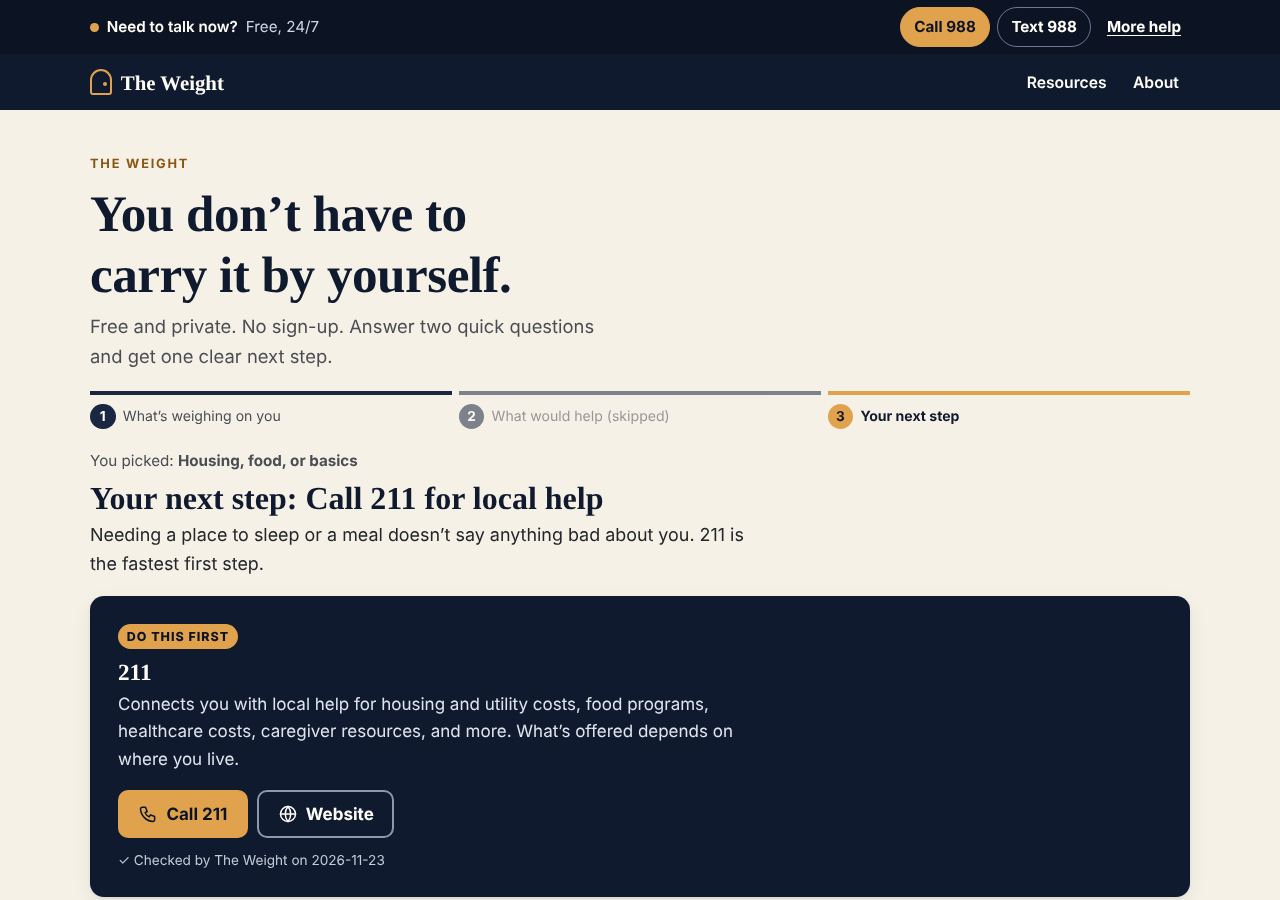 Need to talk now? Free, 24/7
Call 988
Text 988
More help
The Weight
Resources
About
THE WEIGHT
You don’t have to
carry it by yourself.
Free and private. No sign-up. Answer two quick questions
and get one clear next step.
1 What’s weighing on you
2 What would help (skipped)
3 Your next step
You picked: Housing, food, or basics
Your next step: Call 211 for local help
Needing a place to sleep or a meal doesn’t say anything bad about you. 211 is
the fastest first step.
DO THIS FIRST
211
Connects you with local help for housing and utility costs, food programs,
healthcare costs, caregiver resources, and more. What’s offered depends on
where you live.
Call 211
Website
✓ Checked by The Weight on 2026-11-23